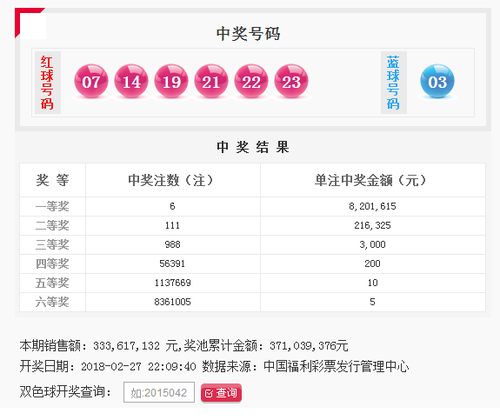 中奖号码
红球号码 07 14 19 21 22 23 蓝球号码 03
中 奖 结 果
奖 等 中奖注数（注） 单注中奖金额（元）
一等奖 6 8,201,615
二等奖 111 216,325
三等奖 988 3,000
四等奖 56391 200
五等奖 1137669 10
六等奖 8361005 5
本期销售额：333,617,132 元,奖池累计金额：371,039,376元
开奖日期：2018-02-27 22:09:40 数据来源：中国福利彩票发行管理中心
双色球开奖查询： 如:2015042 查询